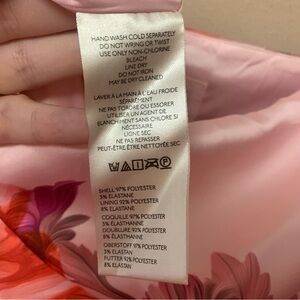 HAND WASH COLD SEPARATELY
DO NOT WRING OR TWIST
USE ONLY NON-CHLORINE
BLEACH
LINE DRY
DO NOT IRON
MAY BE DRY CLEANED
LAVER À LA MAIN À L'EAU FROIDE
SÉPARÉMENT
NE PAS TORDRE OU ESSORER
UTILISER UN AGENT DE
BLANCHIMENT SANS CHLORE SI
NÉCESSAIRE
LIGNE SEC
NE PAS REPASSER
PEUT-ÊTRE ÊTRE NETTOYÉE SEC
SHELL: 97% POLYESTER
3% ELASTANE
LINING: 92% POLYESTER
8% ELASTANE
COQUILLE: 97% POLYESTER
3% ÉLASTHANNE
DOUBLURE: 92% POLYESTER
8% ÉLASTHANNE
OBERSTOFF: 97% POLYESTER
3% ELASTAN
FUTTER: 92% POLYESTER
8% ELASTAN